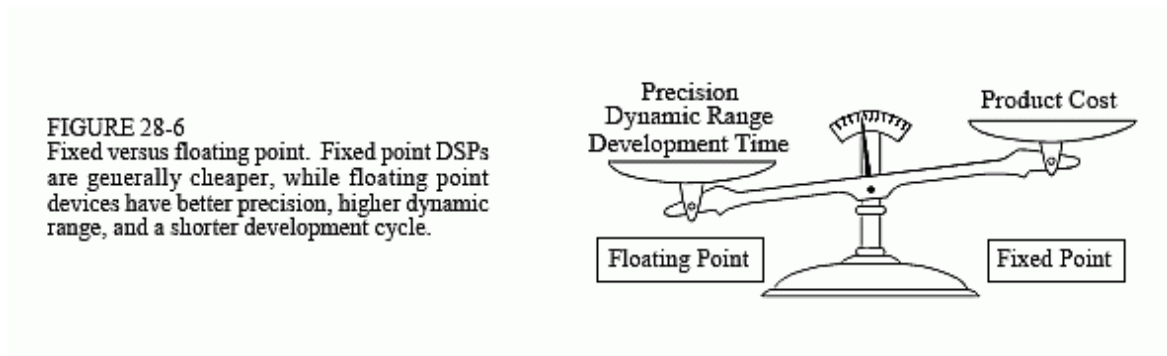 FIGURE 28-6
Fixed versus floating point. Fixed point DSPs
are generally cheaper, while floating point
devices have better precision, higher dynamic
range, and a shorter development cycle.
Precision
Dynamic Range
Development Time
Product Cost
Floating Point
Fixed Point